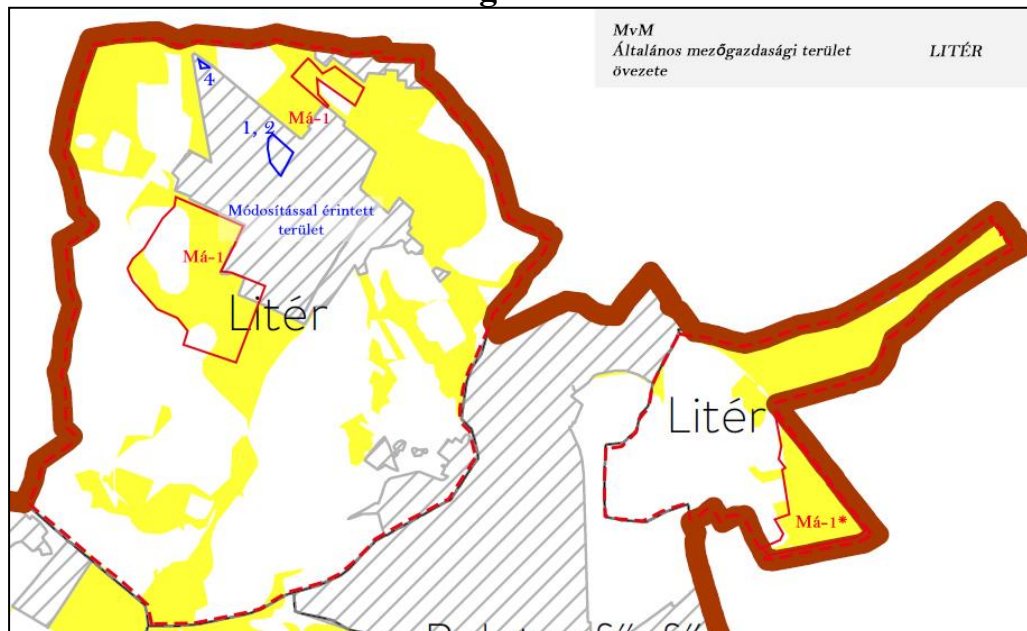 MvM
Általános mezőgazdasági terület
övezete
LITÉR
4
Má-1
1, 2
Módosítással érintett
terület
Má-1
Litér
Litér
Má-1*